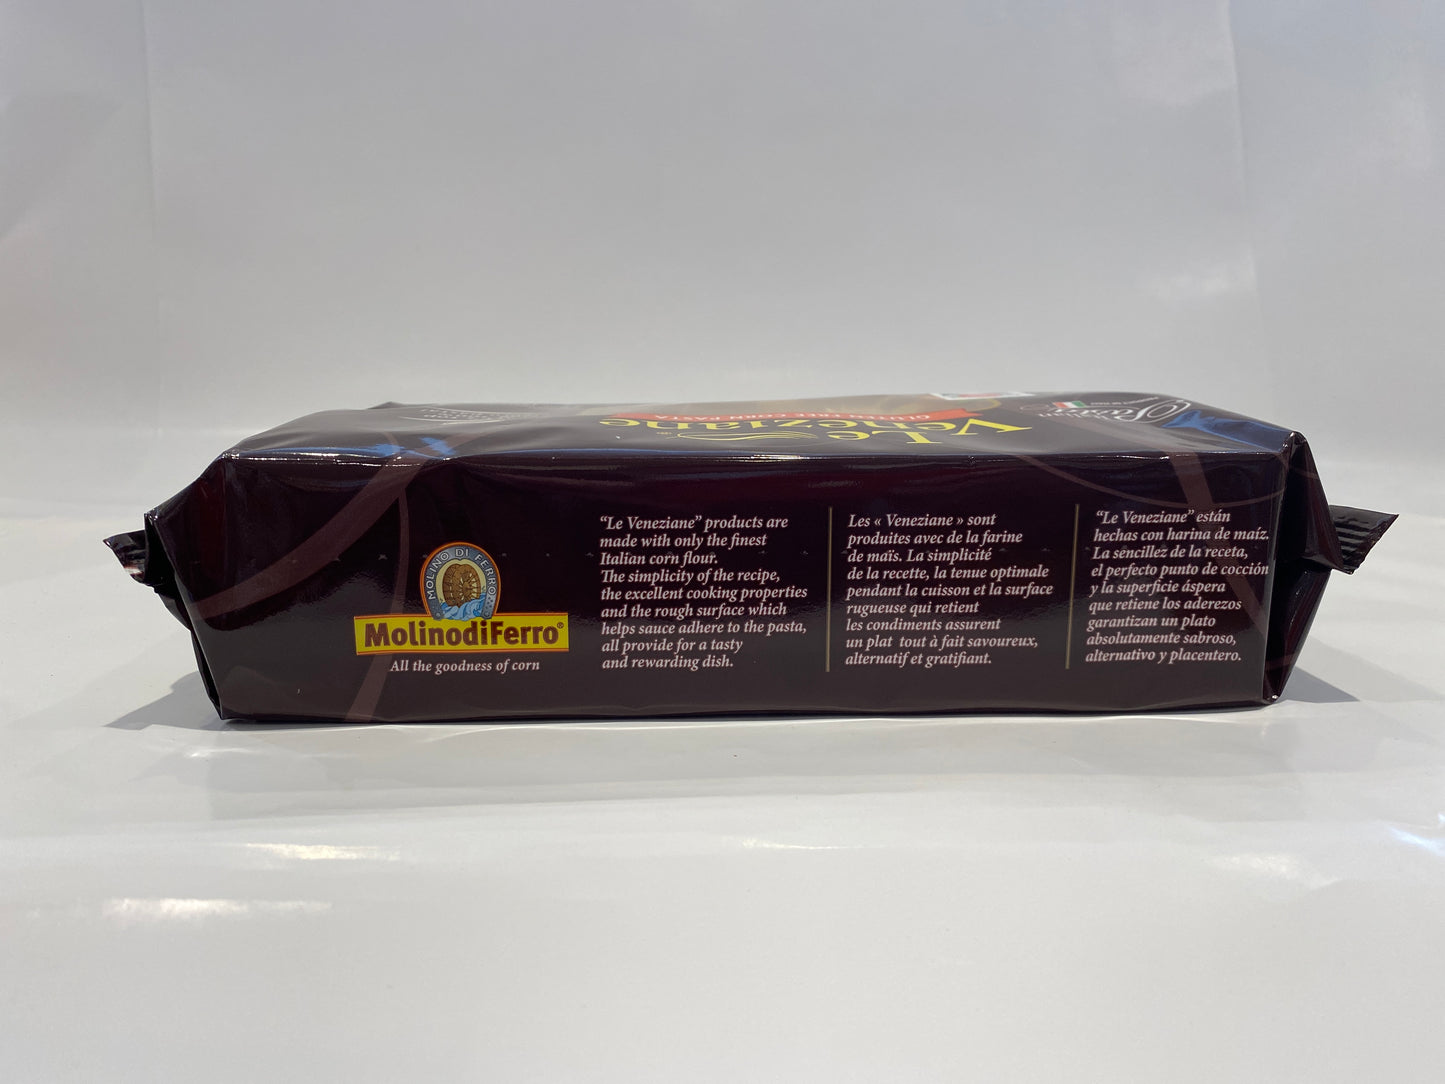 Le
Veneziane
GLUTEN FREE CORN PASTA
MOLINO DI FERRO
MolinodiFerro®
All the goodness of corn
“Le Veneziane” products are
made with only the finest
Italian corn flour.
The simplicity of the recipe,
the excellent cooking properties
and the rough surface which
helps sauce adhere to the pasta,
all provide for a tasty
and rewarding dish.
Les « Veneziane » sont
produites avec de la farine
de maïs. La simplicité
de la recette, la tenue optimale
pendant la cuisson et la surface
rugueuse qui retient
les condiments assurent
un plat tout à fait savoureux,
alternatif et gratifiant.
“Le Veneziane” están
hechas con harina de maíz.
La sencillez de la receta,
el perfecto punto de cocción
y la superficie áspera
que retiene los aderezos
garantizan un plato
absolutamente sabroso,
alternativo y placentero.